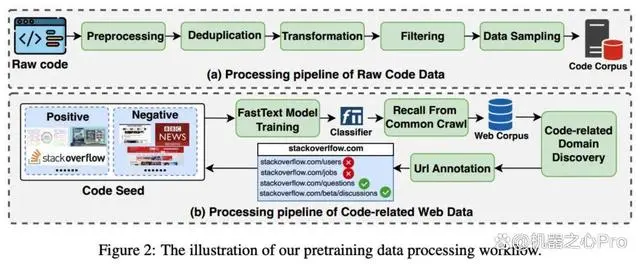 Raw code
Preprocessing
Deduplication
Transformation
Filtering
Data Sampling
Code Corpus
(a) Processing pipeline of Raw Code Data
Positive
stackoverflow
......
Negative
BBC
NEWS
......
Code Seed
FastText Model
Training
Classifier
Recall From
Common Crawl
Web Corpus
Code-related
Domain
Discovery
Url Annotation
stackoverlfow.com
stackoverflow.com/users
stackoverflow.com/jobs
stackoverflow.com/questions
stackoverflow.com/beta/discussions
(b) Processing pipeline of Code-related Web Data
Figure 2: The illustration of our pretraining data processing workflow.
机器之心Pro